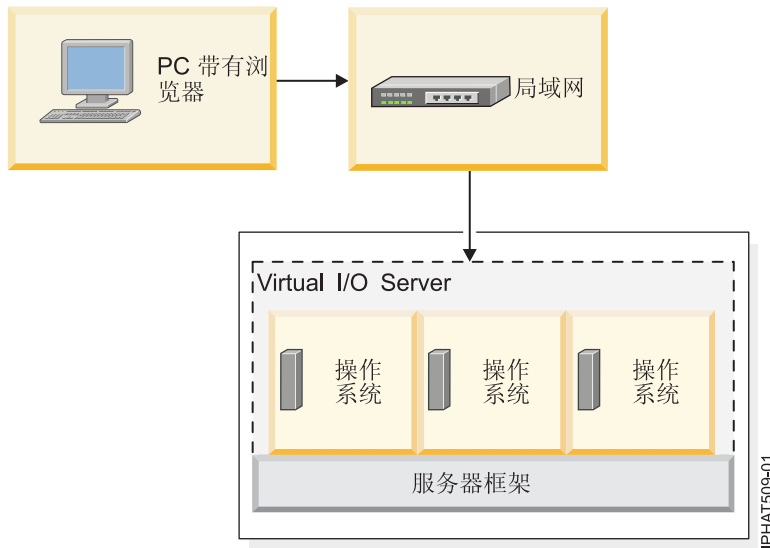 PC 带有浏
览器
局域网
Virtual I/O Server
操作
系统
操作
系统
操作
系统
服务器框架
IPHAT509-01